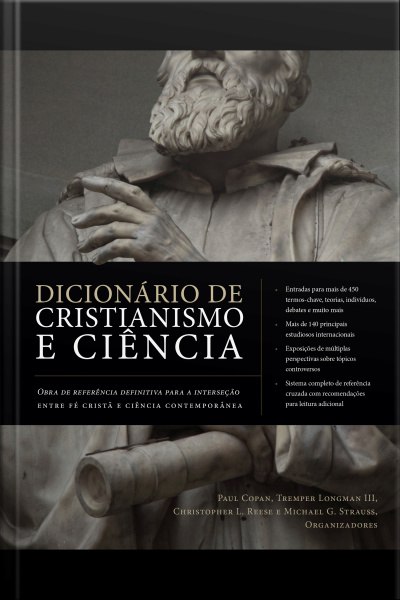 DICIONÁRIO DE
CRISTIANISMO
E CIÊNCIA
OBRA DE REFERÊNCIA DEFINITIVA PARA A INTERSEÇÃO
ENTRE FÉ CRISTÃ E CIÊNCIA CONTEMPORÂNEA
Entradas para mais de 450
termos-chave, teorias, indivíduos,
debates e muito mais
Mais de 140 principais
estudiosos internacionais
Exposições de múltiplas
perspectivas sobre tópicos
controversos
Sistema completo de referência
cruzada com recomendações
para leitura adicional
PAUL COPAN, TREMPER LONGMAN III,
CHRISTOPHER L. REESE E MICHAEL G. STRAUSS,
ORGANIZADORES